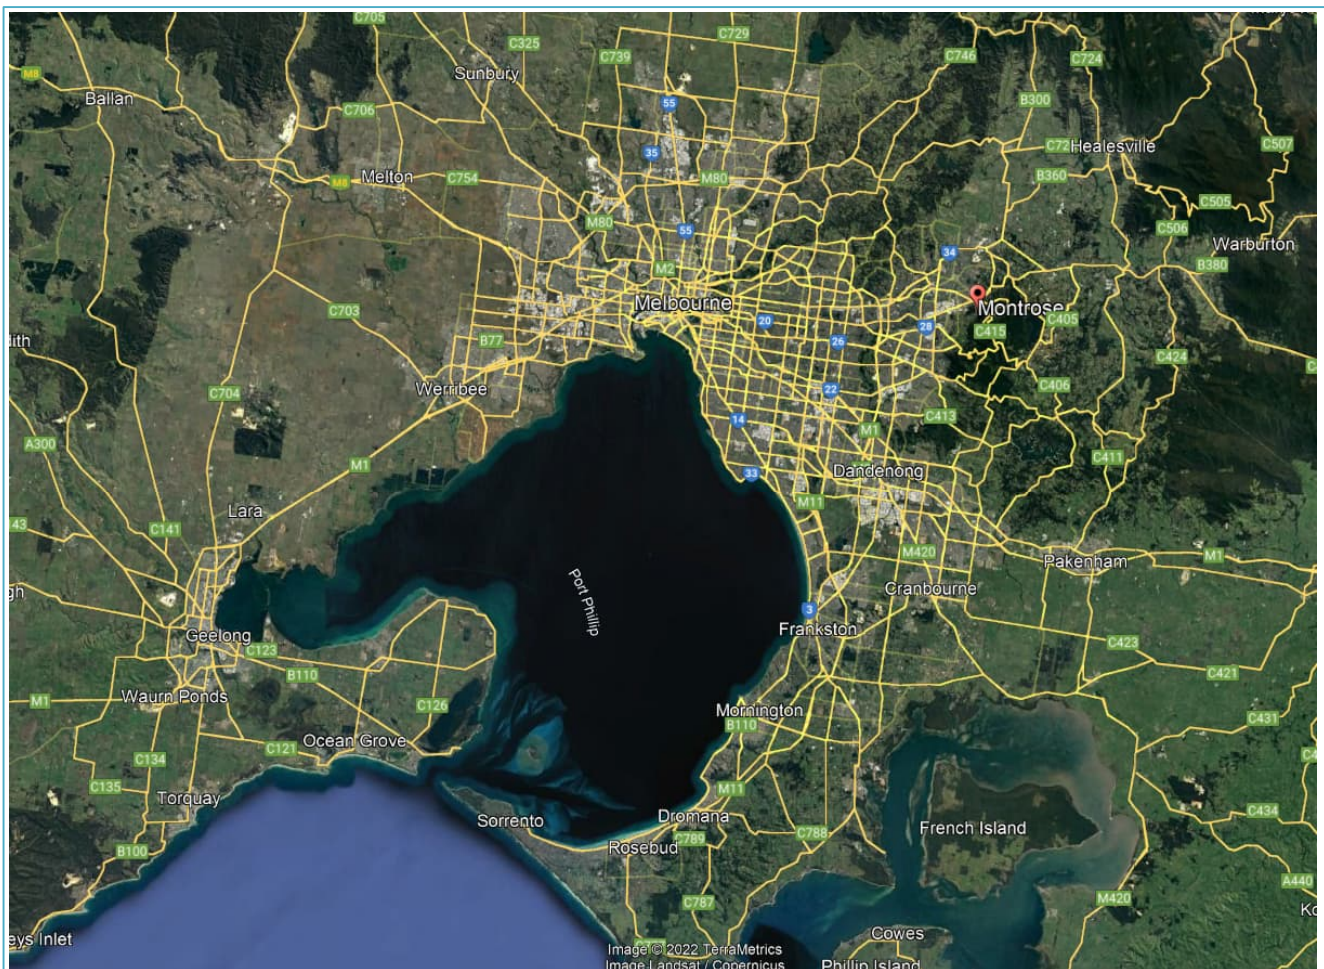 C705
C729
C325
C739
C746
C724
M8
Sunbury
Ballan
C706
55
B300
35
Healesville
C507
M8
Melton
C754
M80
B360
C505
M80
55
C506
Warburton
34
B380
M2
Melbourne
Montrose
C703
20
28
C415
C405
B77
26
C424
Werribee
22
C406
C704
14
C413
M1
A300
C411
M1
33
Dandenong
M11
Lara
C141
M420
M1
Pakenham
Cranbourne
Port Phillip
3
Frankston
Geelong
C123
C423
B110
C421
Waurn Ponds
M1
C126
Mornington
B110
C431
Ocean Grove
C121
C134
C135
M11
Torquay
Sorrento
Dromana
C434
French Island
C789
C788
Rosebud
B100
A440
C787
M420
Cowes
Image © 2022 TerraMetrics
Image Landsat / Copernicus
Phillip Island